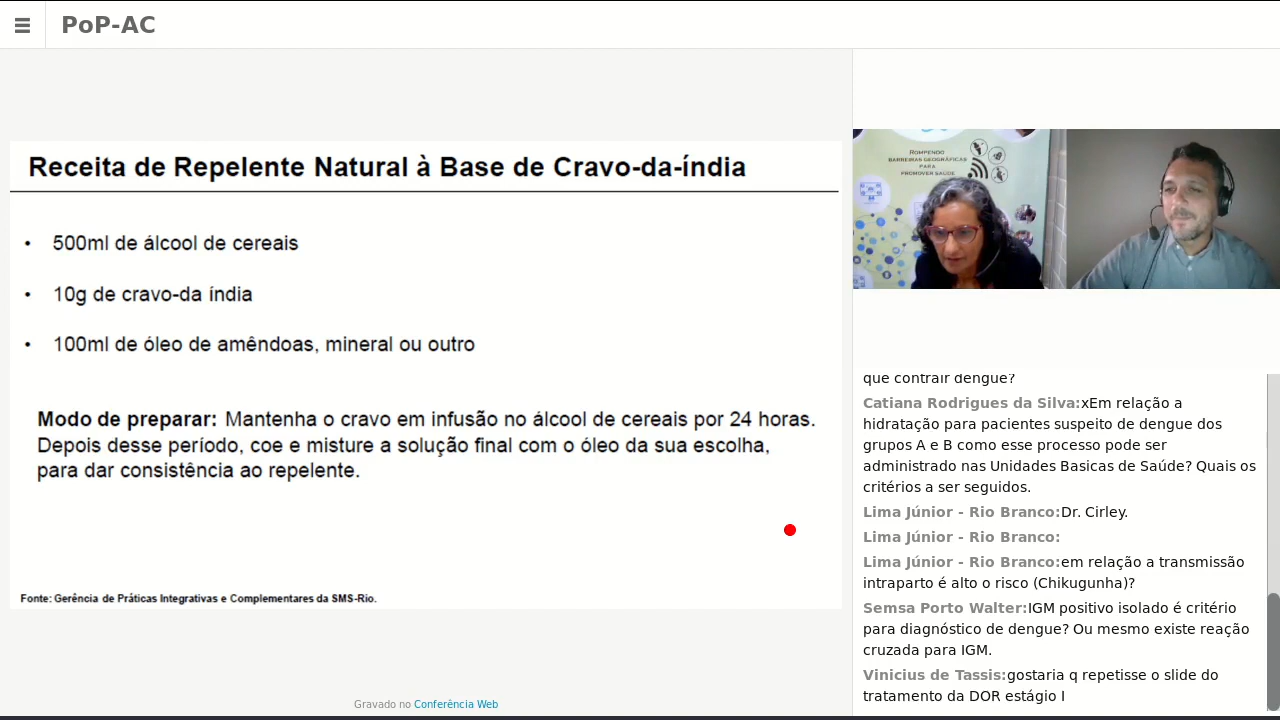 PoP-AC
Receita de Repelente Natural à Base de Cravo-da-índia
• 500ml de álcool de cereais
• 10g de cravo-da índia
• 100ml de óleo de amêndoas, mineral ou outro
Modo de preparar: Mantenha o cravo em infusão no álcool de cereais por 24 horas.
Depois desse período, coe e misture a solução final com o óleo da sua escolha,
para dar consistência ao repelente.
Fonte: Gerência de Práticas Integrativas e Complementares da SMS-Rio.
Gravado no Conferência Web
ROMPENDO
BARREIRAS GEOGRÁFICAS
PARA
PROMOVER SAÚDE
que contrair dengue?
Catiana Rodrigues da Silva:xEm relação a
hidratação para pacientes suspeito de dengue dos
grupos A e B como esse processo pode ser
administrado nas Unidades Basicas de Saúde? Quais os
critérios a ser seguidos.
Lima Júnior - Rio Branco:Dr. Cirley.
Lima Júnior - Rio Branco:
Lima Júnior - Rio Branco:em relação a transmissão
intraparto é alto o risco (Chikugunha)?
Semsa Porto Walter:IGM positivo isolado é critério
para diagnóstico de dengue? Ou mesmo existe reação
cruzada para IGM.
Vinicius de Tassis:gostaria q repetisse o slide do
tratamento da DOR estágio I